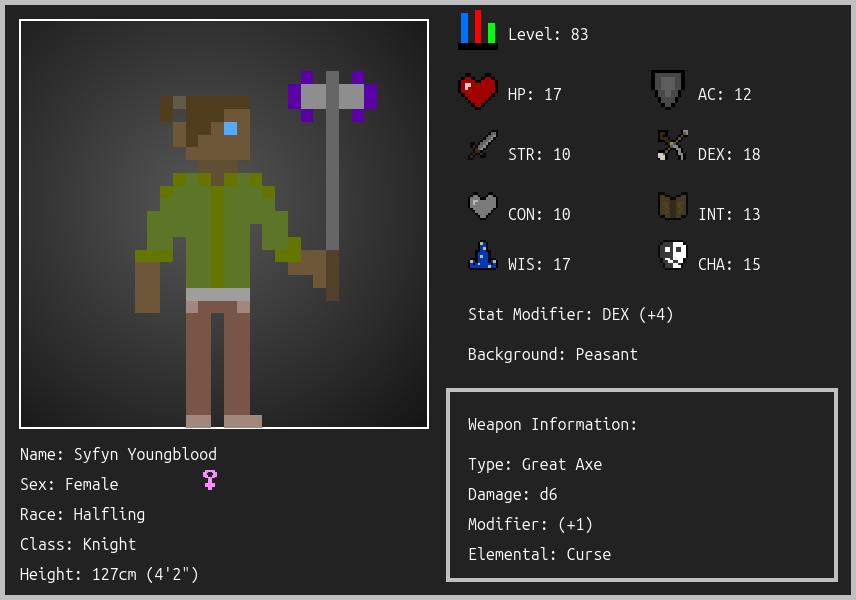 Level: 83
HP: 17
AC: 12
STR: 10
DEX: 18
CON: 10
INT: 13
WIS: 17
CHA: 15
Stat Modifier: DEX (+4)
Background: Peasant
Weapon Information:
Type: Great Axe
Damage: d6
Modifier: (+1)
Elemental: Curse
Name: Syfyn Youngblood
Sex: Female
Race: Halfling
Class: Knight
Height: 127cm (4'2")